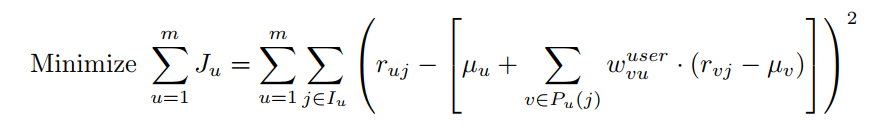 Minimize $\sum_{u=1}^{m} J_u = \sum_{u=1}^{m} \sum_{j \in I_u} \left( r_{uj} - \left[ \mu_u + \sum_{v \in P_u(j)} w_{vu}^{user} \cdot (r_{vj} - \mu_v) \right] \right)^2$